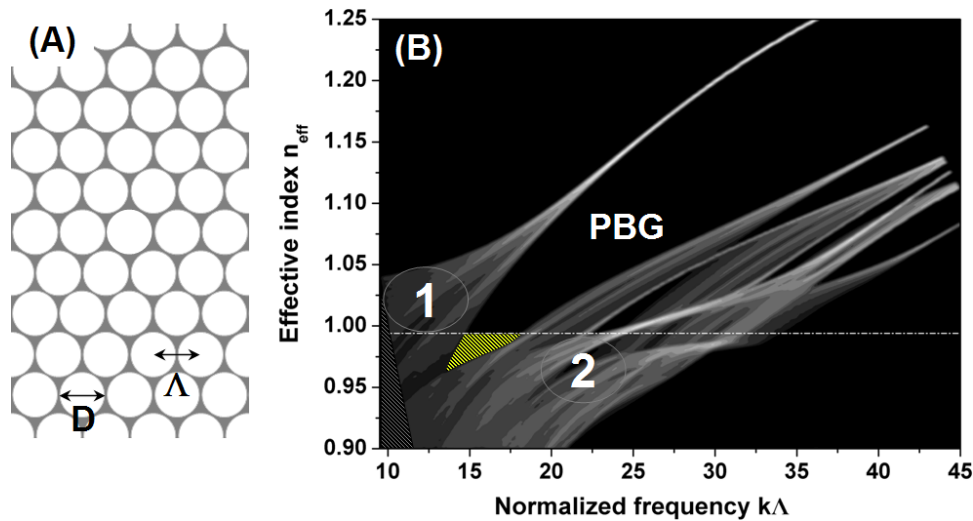 (A)
Λ
D
(B)
PBG
1
2
Effective index n_eff
1.25
1.20
1.15
1.10
1.05
1.00
0.95
0.90
10 15 20 25 30 35 40 45
Normalized frequency kΛ